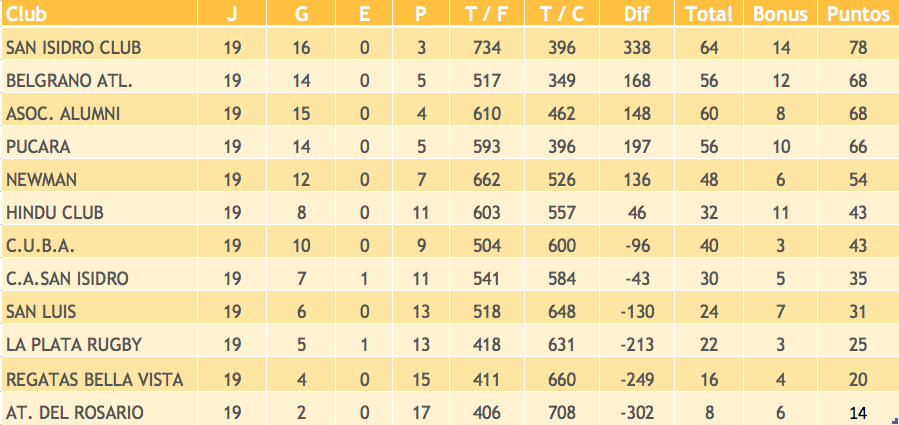 Club J G E P T / F T / C Dif Total Bonus Puntos
SAN ISIDRO CLUB 19 16 0 3 734 396 338 64 14 78
BELGRANO ATL. 19 14 0 5 517 349 168 56 12 68
ASOC. ALUMNI 19 15 0 4 610 462 148 60 8 68
PUCARA 19 14 0 5 593 396 197 56 10 66
NEWMAN 19 12 0 7 662 526 136 48 6 54
HINDU CLUB 19 8 0 11 603 557 46 32 11 43
C.U.B.A. 19 10 0 9 504 600 -96 40 3 43
C.A.SAN ISIDRO 19 7 1 11 541 584 -43 30 5 35
SAN LUIS 19 6 0 13 518 648 -130 24 7 31
LA PLATA RUGBY 19 5 1 13 418 631 -213 22 3 25
REGATAS BELLA VISTA 19 4 0 15 411 660 -249 16 4 20
AT. DEL ROSARIO 19 2 0 17 406 708 -302 8 6 14